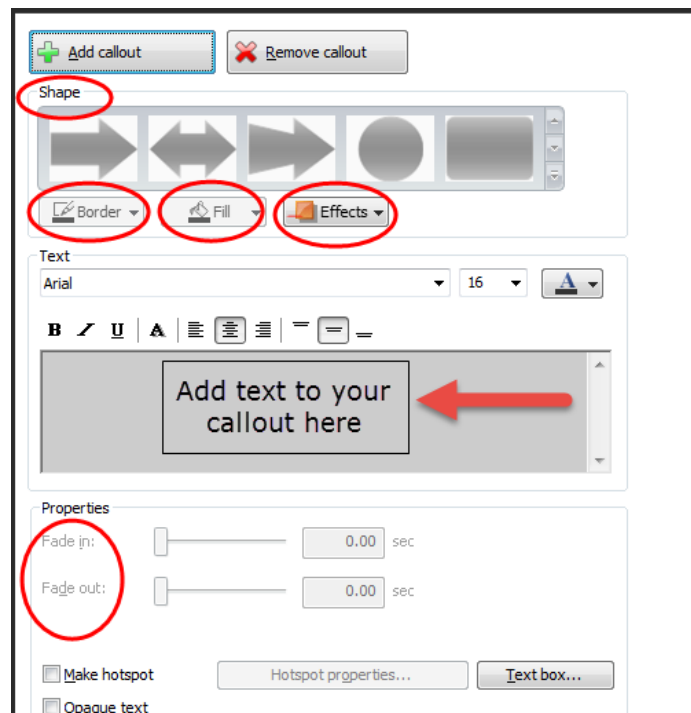 Add callout
Remove callout
Shape
Border
Fill
Effects
Text
Arial
16
A
B I U A
Add text to your
callout here
Properties
Fade in:
0.00 sec
Fade out:
0.00 sec
Make hotspot
Hotspot properties...
Text box...
Opaque text